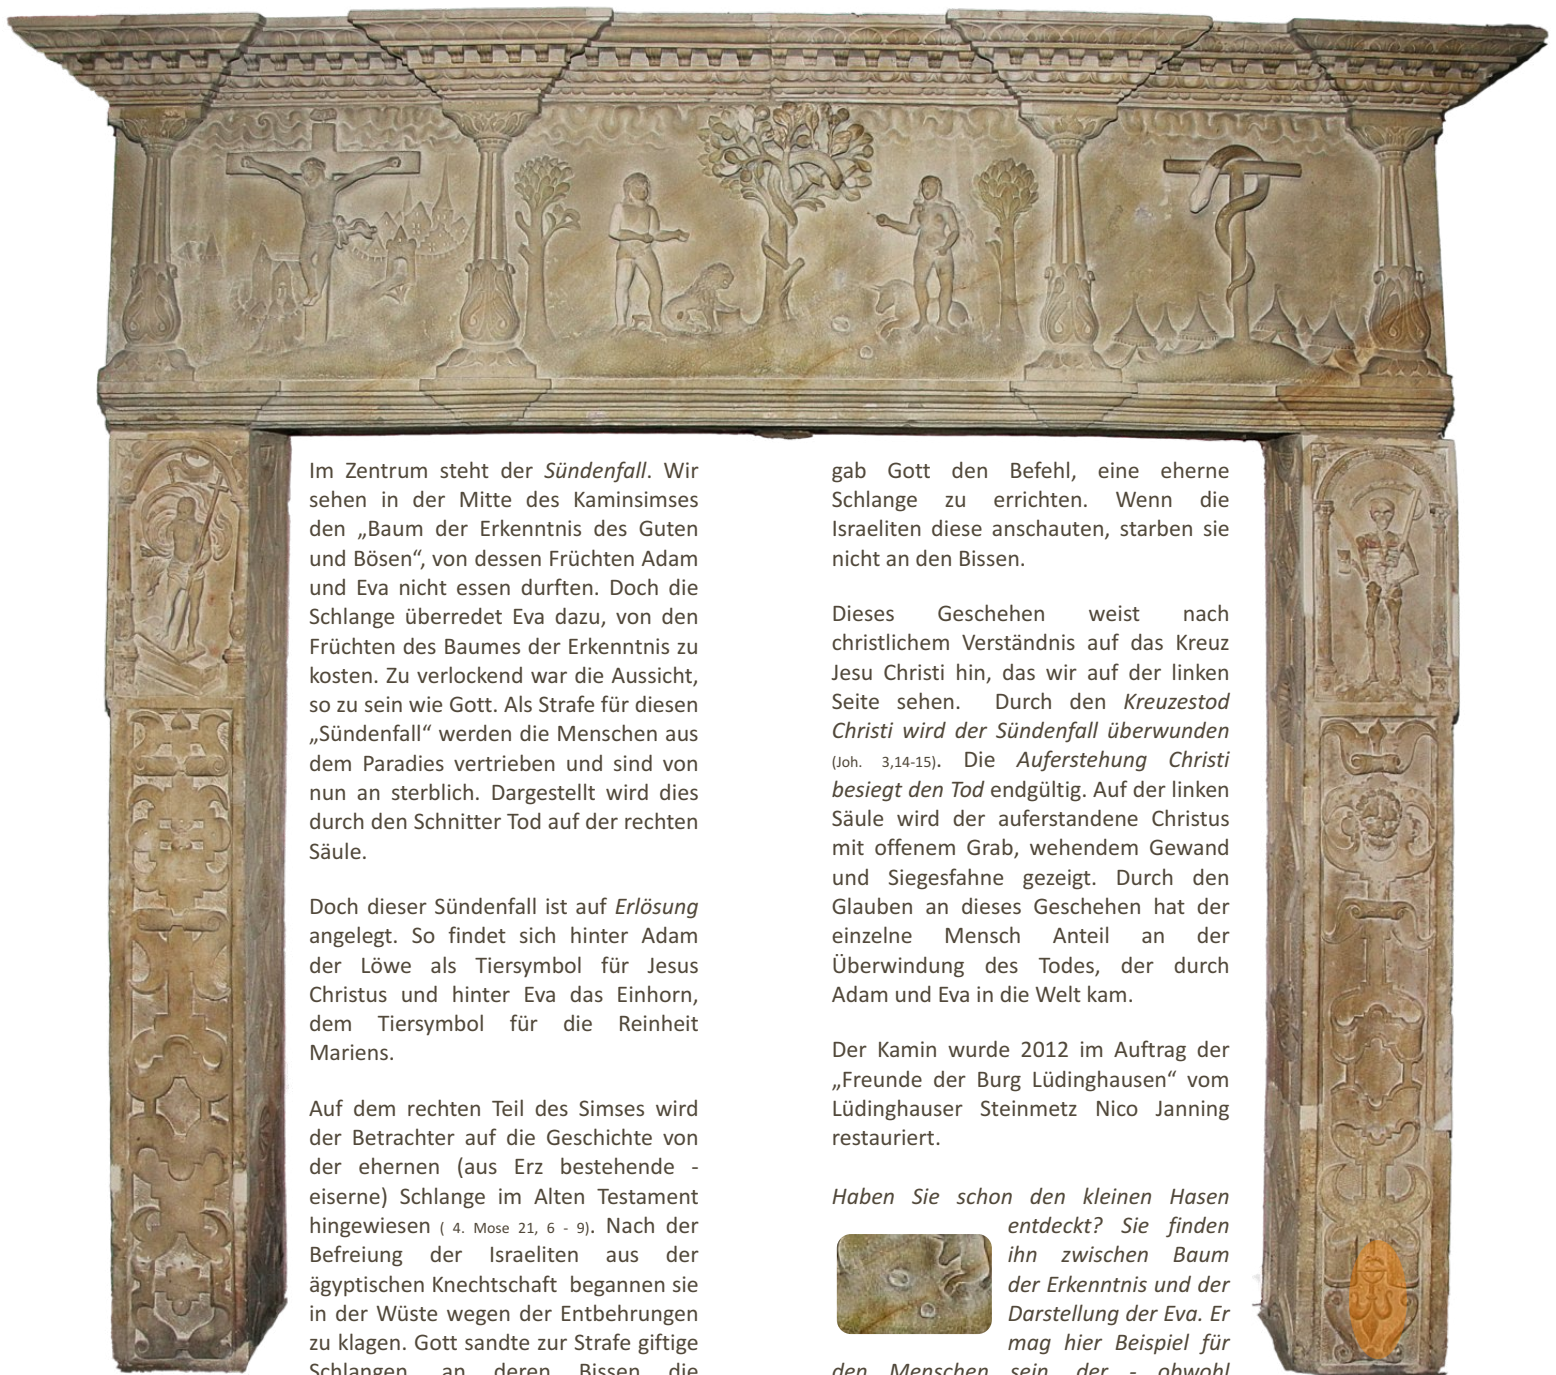 Im Zentrum steht der Sündenfall. Wir
sehen in der Mitte des Kaminsimses
den „Baum der Erkenntnis des Guten
und Bösen“, von dessen Früchten Adam
und Eva nicht essen durften. Doch die
Schlange überredet Eva dazu, von den
Früchten des Baumes der Erkenntnis zu
kosten. Zu verlockend war die Aussicht,
so zu sein wie Gott. Als Strafe für diesen
„Sündenfall“ werden die Menschen aus
dem Paradies vertrieben und sind von
nun an sterblich. Dargestellt wird dies
durch den Schnitter Tod auf der rechten
Säule.
Doch dieser Sündenfall ist auf Erlösung
angelegt. So findet sich hinter Adam
der Löwe als Tiersymbol für Jesus
Christus und hinter Eva das Einhorn,
dem Tiersymbol für die Reinheit
Mariens.
Auf dem rechten Teil des Simses wird
der Betrachter auf die Geschichte von
der ehernen (aus Erz bestehende -
eiserne) Schlange im Alten Testament
hingewiesen ( 4. Mose 21, 6 - 9). Nach der
Befreiung der Israeliten aus der
ägyptischen Knechtschaft begannen sie
in der Wüste wegen der Entbehrungen
zu klagen. Gott sandte zur Strafe giftige
Schlangen, an deren Bissen die
gab Gott den Befehl, eine eherne
Schlange zu errichten. Wenn die
Israeliten diese anschauten, starben sie
nicht an den Bissen.
Dieses Geschehen weist nach
christlichem Verständnis auf das Kreuz
Jesu Christi hin, das wir auf der linken
Seite sehen. Durch den Kreuzestod
Christi wird der Sündenfall überwunden
(Joh. 3,14-15). Die Auferstehung Christi
besiegt den Tod endgültig. Auf der linken
Säule wird der auferstandene Christus
mit offenem Grab, wehendem Gewand
und Siegesfahne gezeigt. Durch den
Glauben an dieses Geschehen hat der
einzelne Mensch Anteil an der
Überwindung des Todes, der durch
Adam und Eva in die Welt kam.
Der Kamin wurde 2012 im Auftrag der
„Freunde der Burg Lüdinghausen“ vom
Lüdinghauser Steinmetz Nico Janning
restauriert.
Haben Sie schon den kleinen Hasen
entdeckt? Sie finden
ihn zwischen Baum
der Erkenntnis und der
Darstellung der Eva. Er
mag hier Beispiel für
den Menschen sein, der - obwohl